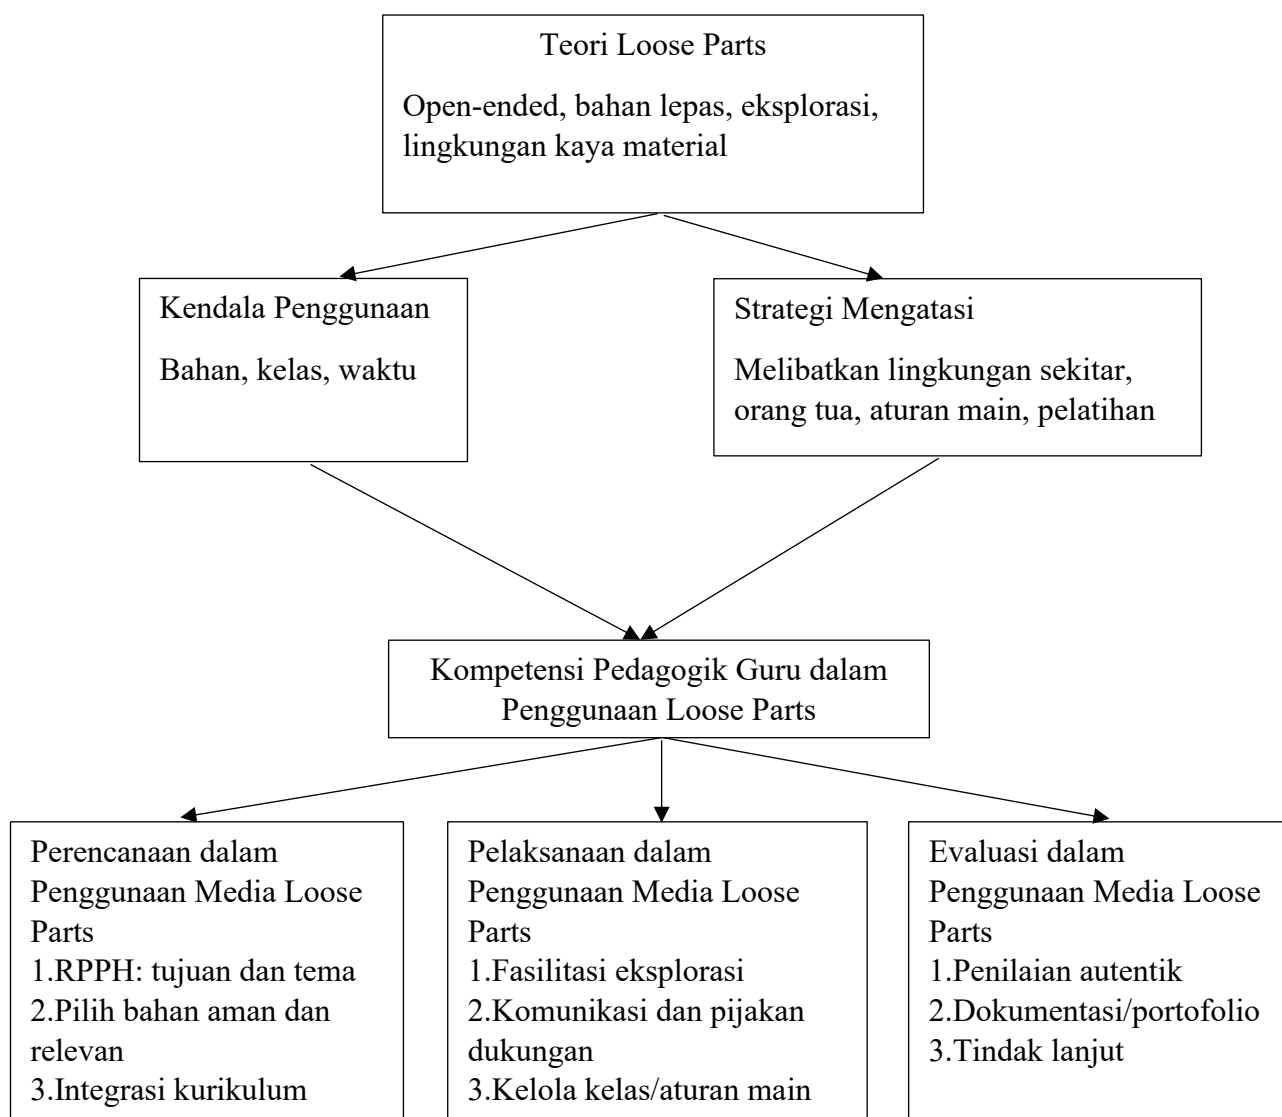 Teori Loose Parts
Open-ended, bahan lepas, eksplorasi,
lingkungan kaya material
Kendala Penggunaan
Bahan, kelas, waktu
Strategi Mengatasi
Melibatkan lingkungan sekitar,
orang tua, aturan main, pelatihan
Kompetensi Pedagogik Guru dalam
Penggunaan Loose Parts
Perencanaan dalam
Penggunaan Media Loose
Parts
1.RPPH: tujuan dan tema
2.Pilih bahan aman dan
relevan
3.Integrasi kurikulum
Pelaksanaan dalam
Penggunaan Media Loose
Parts
1.Fasilitasi eksplorasi
2.Komunikasi dan pijakan
dukungan
3.Kelola kelas/aturan main
Evaluasi dalam
Penggunaan Media Loose
Parts
1.Penilaian autentik
2.Dokumentasi/portofolio
3.Tindak lanjut